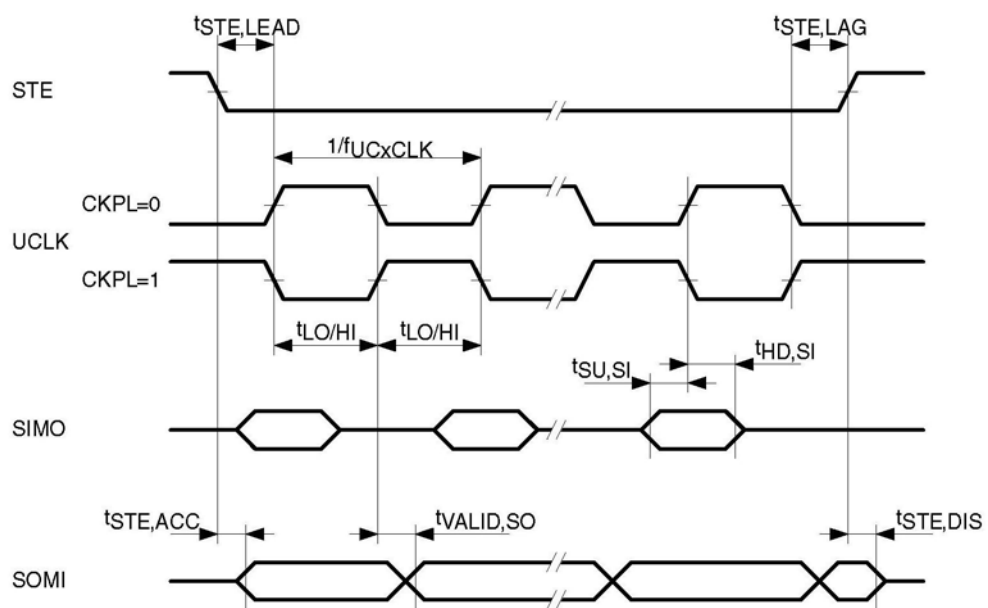 tSTE,LEAD
tSTE,LAG
STE
1/fUCxCLK
CKPL=0
UCLK
CKPL=1
tLO/HI
tLO/HI
tSU,SI
tHD,SI
SIMO
tSTE,ACC
tVALID,SO
tSTE,DIS
SOMI